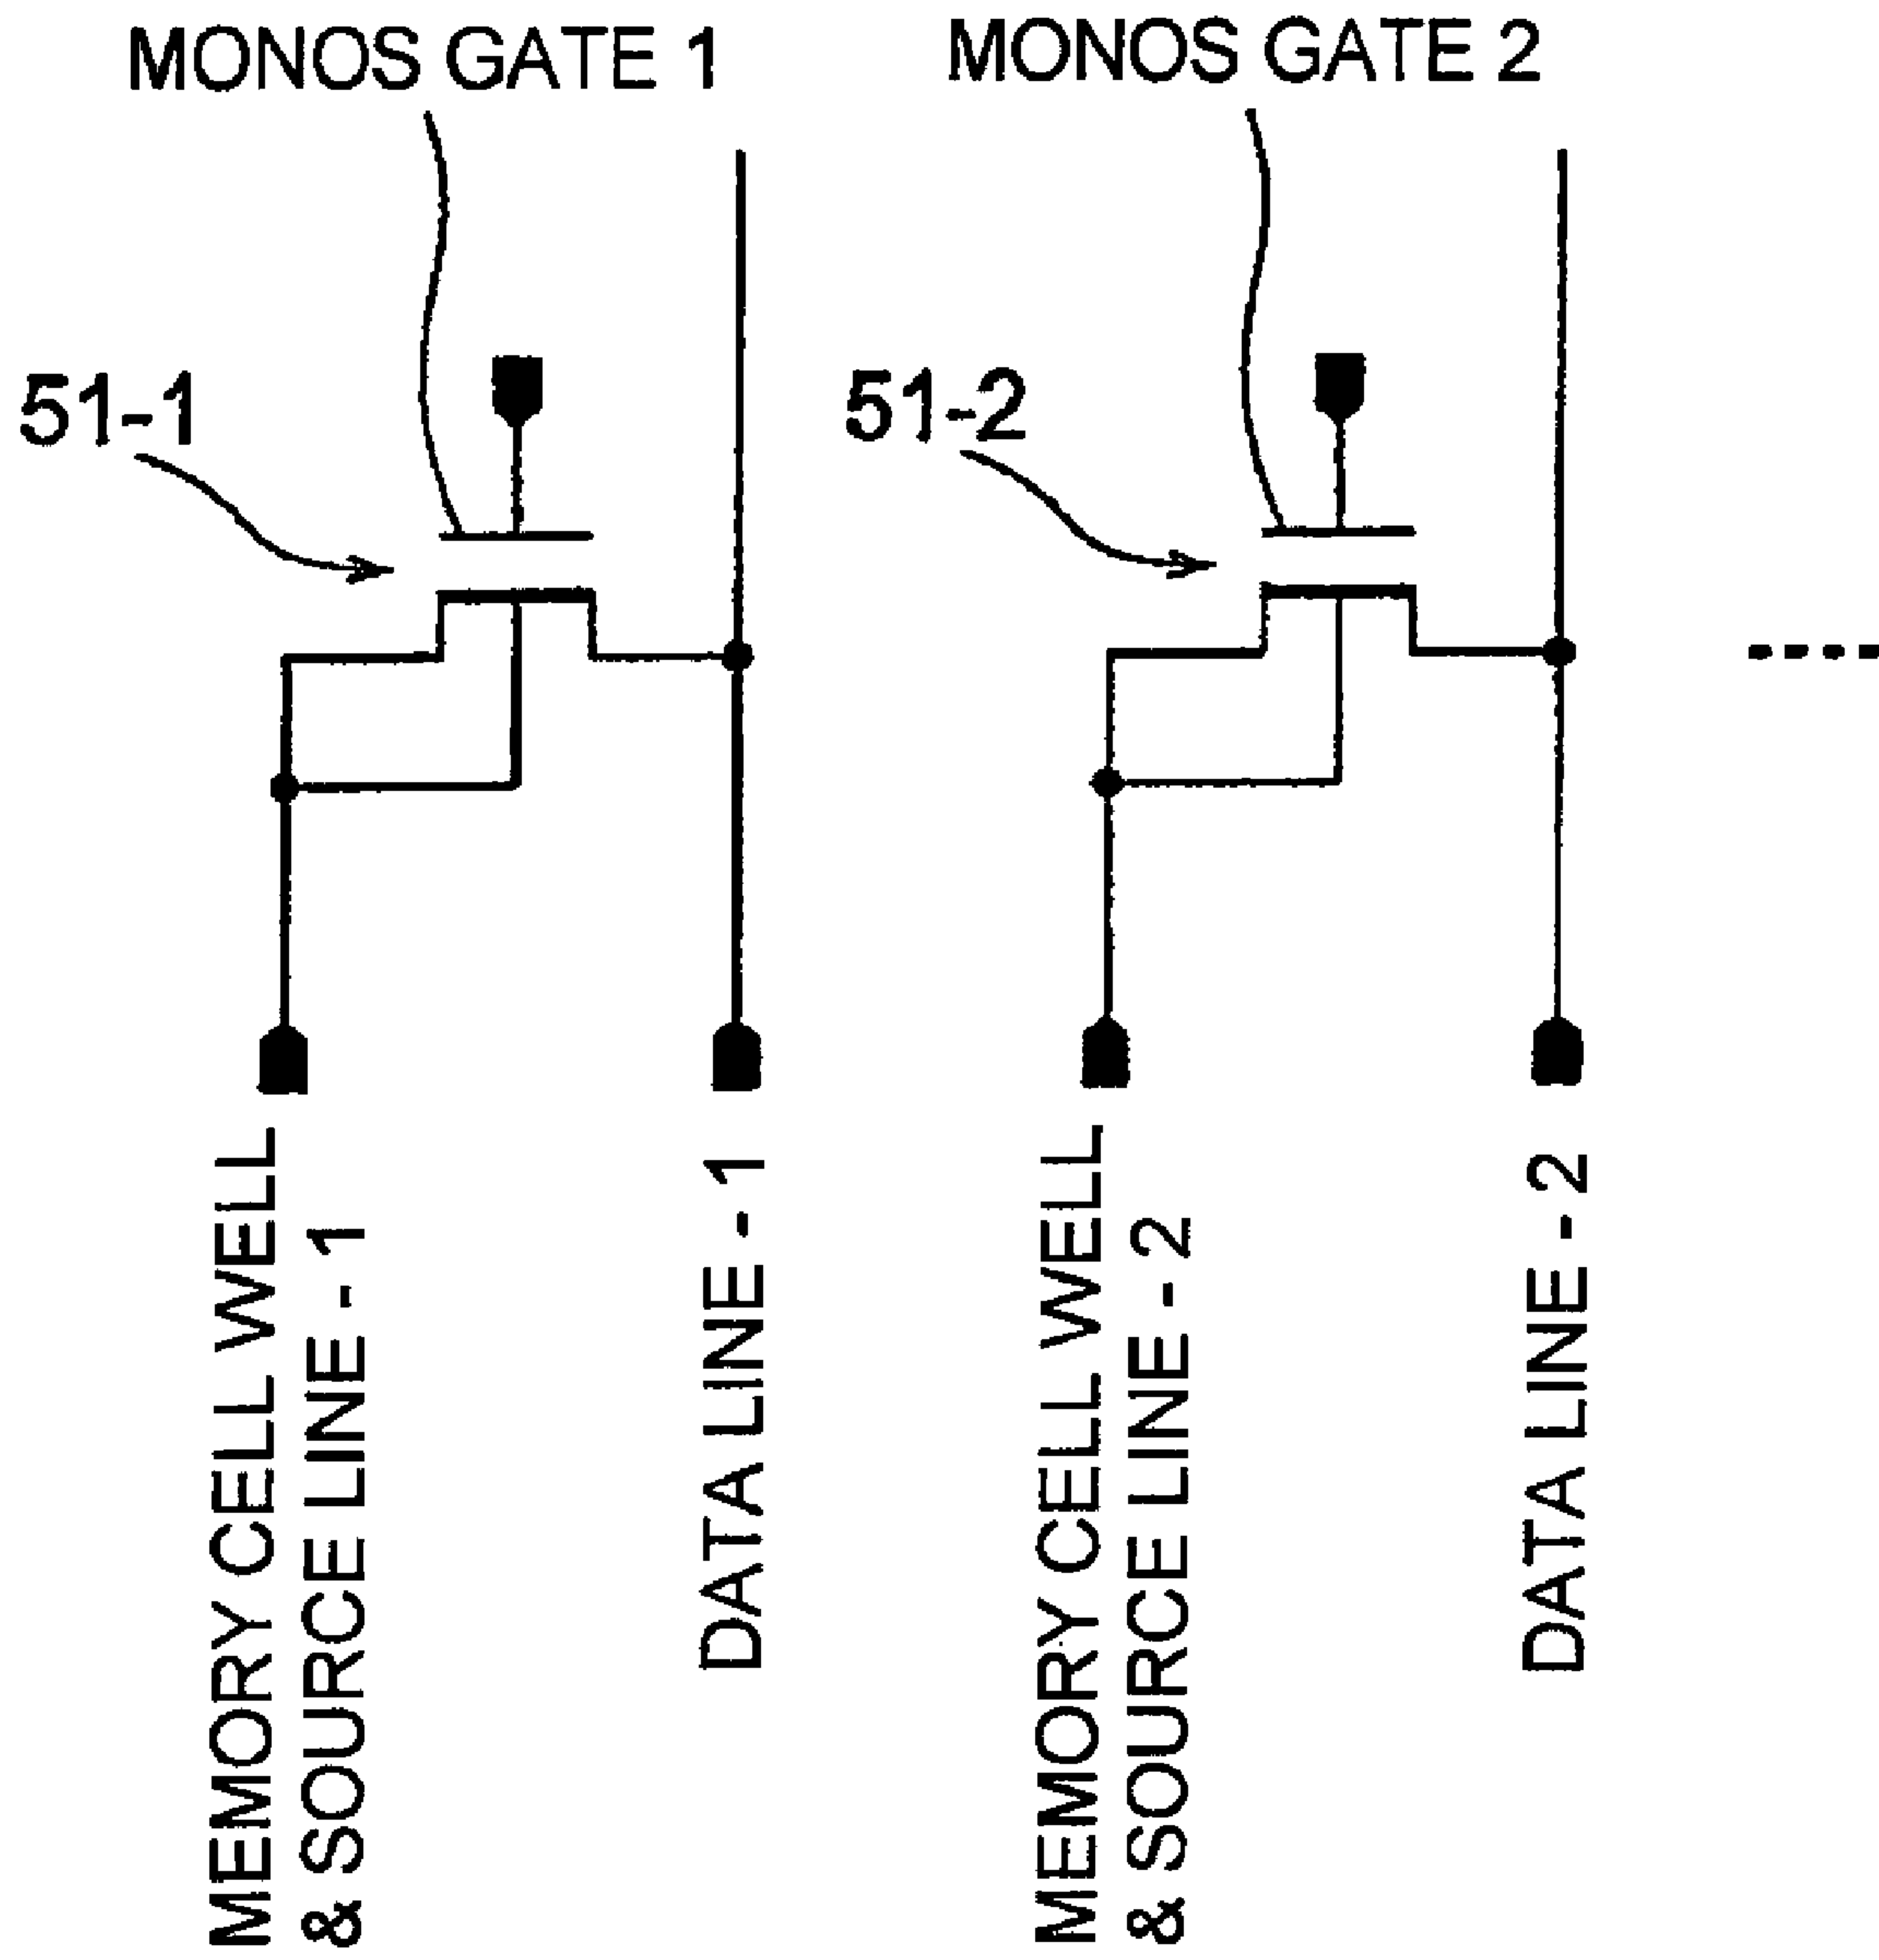 MONOS GATE 1
MONOS GATE 2
51-1
51-2
MEMORY CELL WELL
& SOURCE LINE - 1
DATA LINE - 1
MEMORY CELL WELL
& SOURCE LINE - 2
DATA LINE - 2